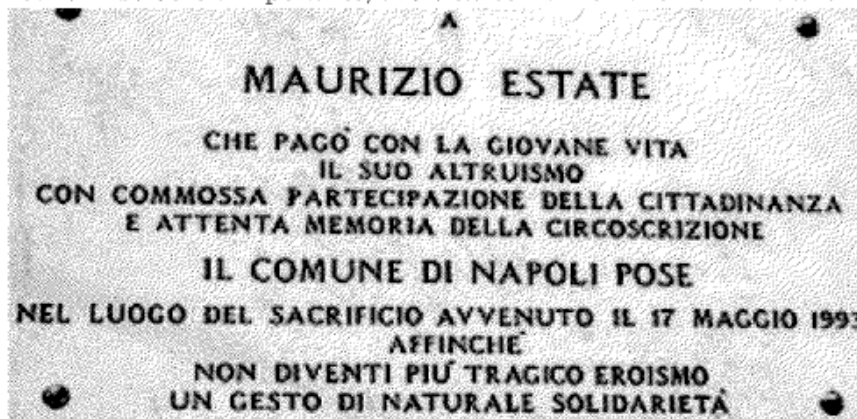 A
MAURIZIO ESTATE
CHE PAGÒ CON LA GIOVANE VITA
IL SUO ALTRUISMO
CON COMMOSSA PARTECIPAZIONE DELLA CITTADINANZA
E ATTENTA MEMORIA DELLA CIRCOSCRIZIONE
IL COMUNE DI NAPOLI POSE
NEL LUOGO DEL SACRIFICIO AVVENUTO IL 17 MAGGIO 1993
AFFINCHÈ
NON DIVENTI PIÙ TRAGICO EROISMO
UN GESTO DI NATURALE SOLIDARIETÀ